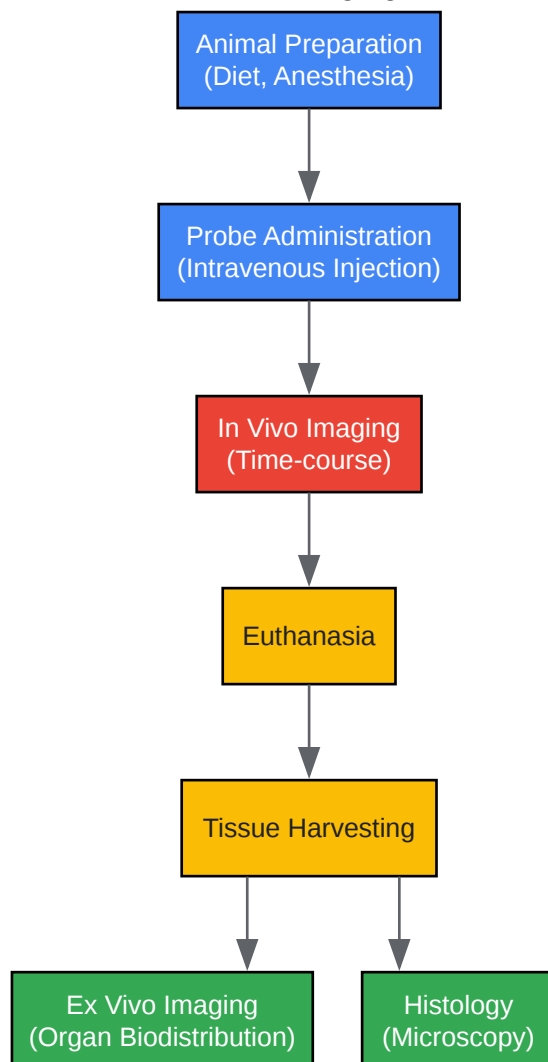 Animal Preparation
(Diet, Anesthesia)
Probe Administration
(Intravenous Injection)
In Vivo Imaging
(Time-course)
Euthanasia
Tissue Harvesting
Ex Vivo Imaging
(Organ Biodistribution)
Histology
(Microscopy)